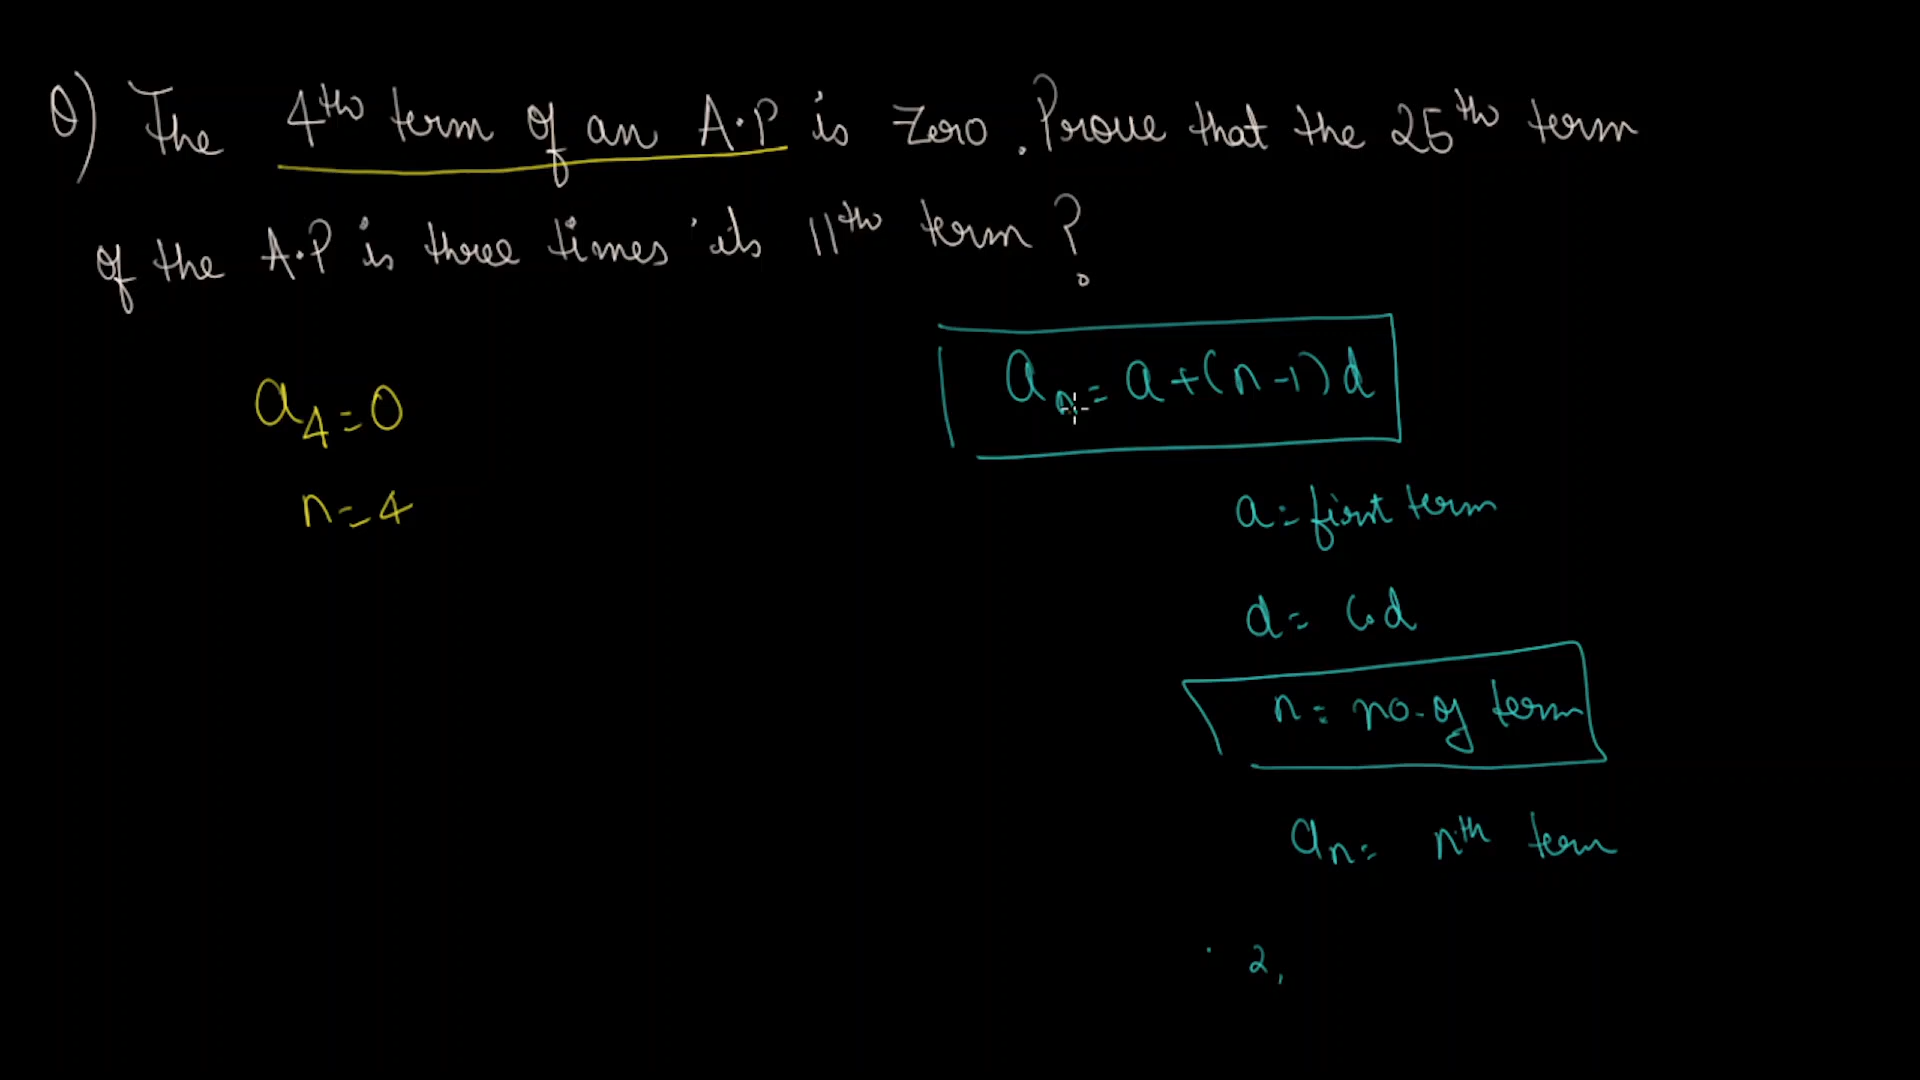 Q) The 4th term of an A.P is Zero. Prove that the 25th term
of the A.P is three times its 11th term?
an = a+(n-1)d
a4=0
n=4
a= first term
d= Cd
n= no. of term
an= nth term
2,